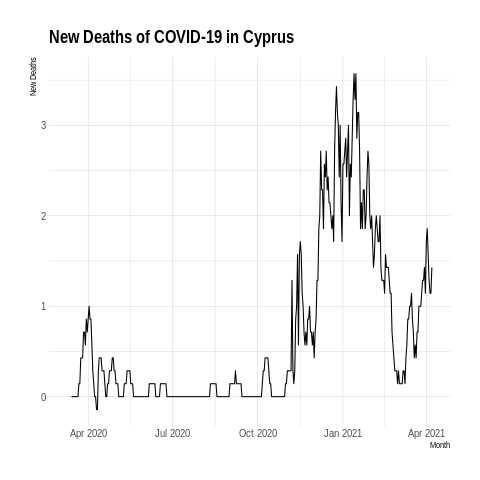 New Deaths of COVID-19 in Cyprus
New Deaths
3
2
1
0
Apr 2020 Jul 2020 Oct 2020 Jan 2021 Apr 2021
Month